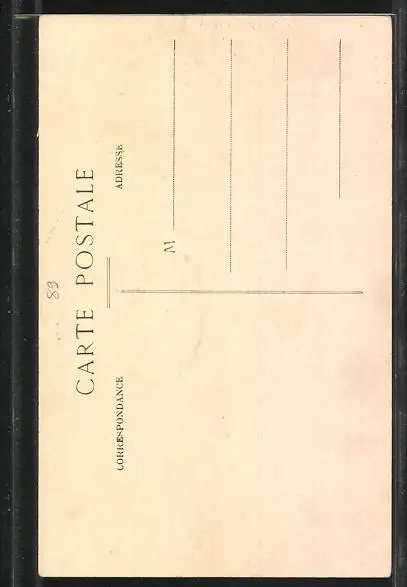 89
CARTE POSTALE
CORRESPONDANCE
ADRESSE
M